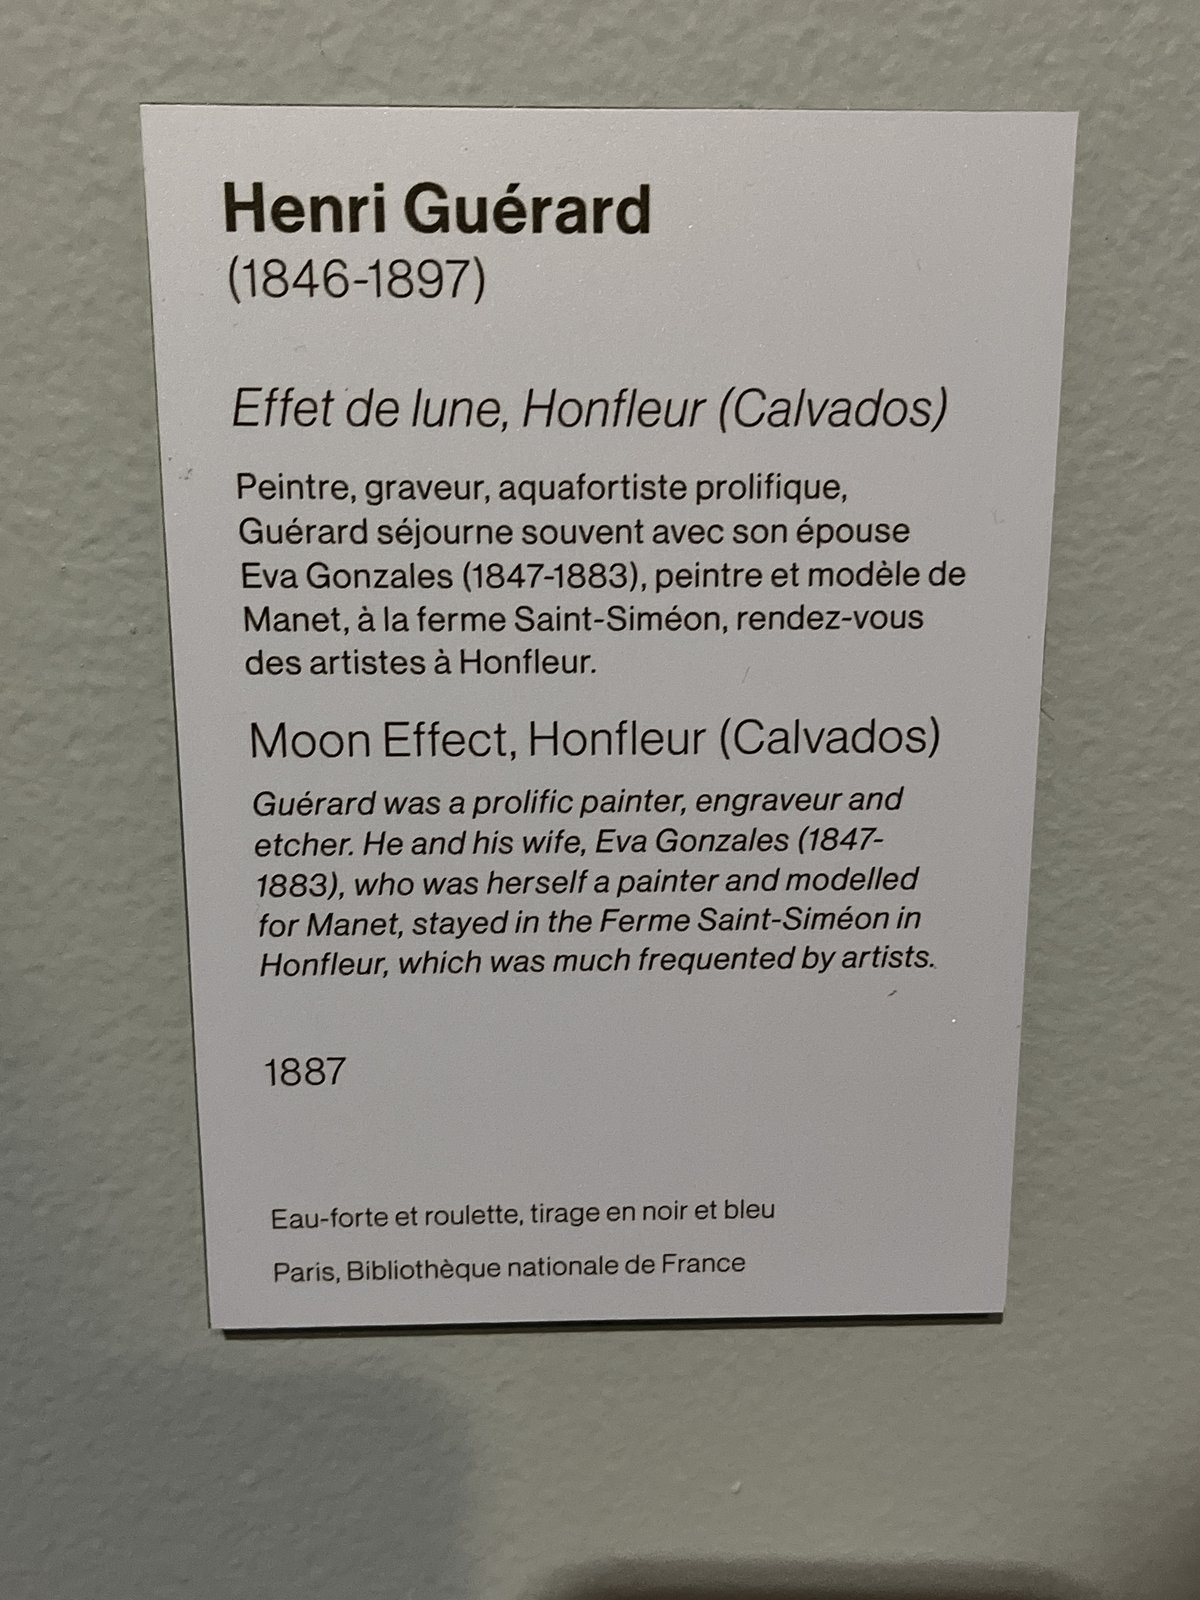 Henri Guérard
(1846-1897)
Effet de lune, Honfleur (Calvados)
Peintre, graveur, aquafortiste prolifique,
Guérard séjourne souvent avec son épouse
Eva Gonzales (1847-1883), peintre et modèle de
Manet, à la ferme Saint-Siméon, rendez-vous
des artistes à Honfleur.
Moon Effect, Honfleur (Calvados)
Guérard was a prolific painter, engraveur and
etcher. He and his wife, Eva Gonzales (1847-
1883), who was herself a painter and modelled
for Manet, stayed in the Ferme Saint-Siméon in
Honfleur, which was much frequented by artists.
1887
Eau-forte et roulette, tirage en noir et bleu
Paris, Bibliothèque nationale de France